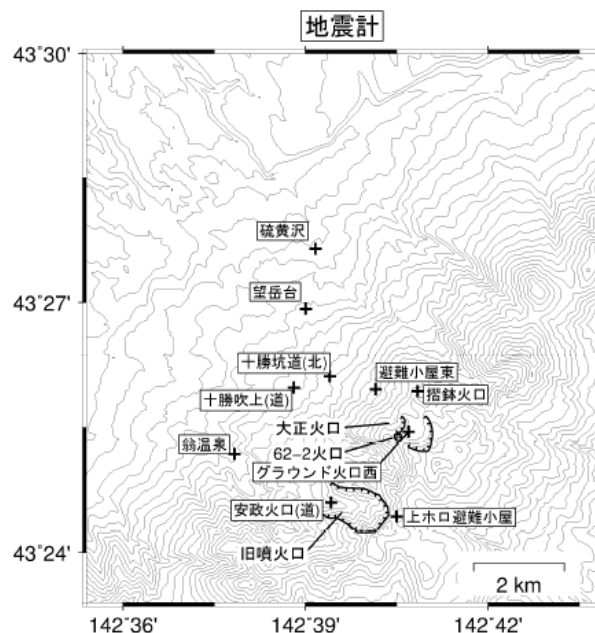 地震計
43˚30'
硫黄沢
43˚27'
望岳台
十勝坑道(北)
避難小屋東
十勝吹上(道)
摺鉢火口
大正火口
翁温泉
62-2火口
グラウンド火口西
安政火口(道)
上ホロ避難小屋
旧噴火口
43˚24'
2 km
142˚36'
142˚39'
142˚42'